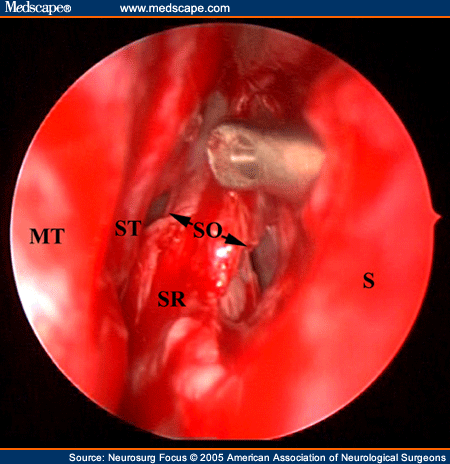 Medscape® www.medscape.com
MT ST SO S
SR
Source: Neurosurg Focus © 2005 American Association of Neurological Surgeons